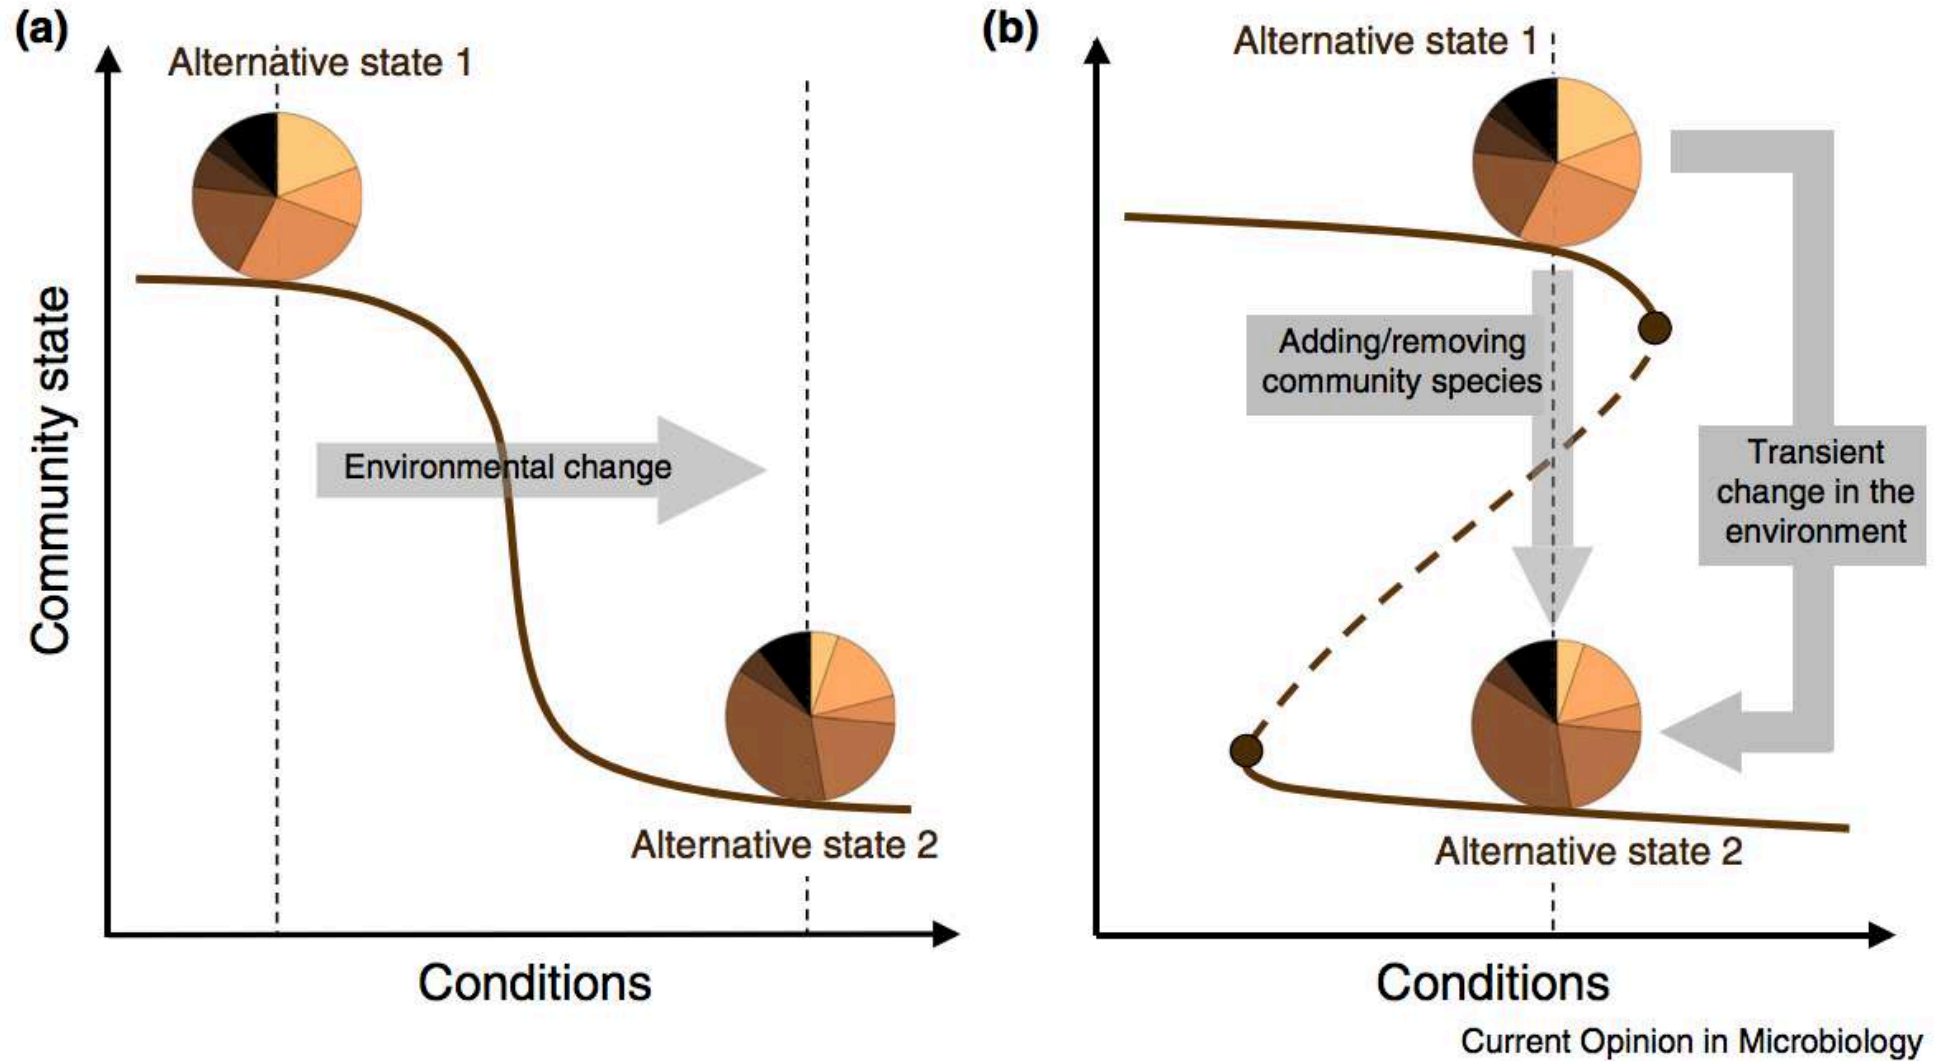 (a)
Alternative state 1
Community state
Environmental change
Alternative state 2
Conditions
(b)
Alternative state 1
Adding/removing
community species
Transient
change in the
environment
Alternative state 2
Conditions
Current Opinion in Microbiology